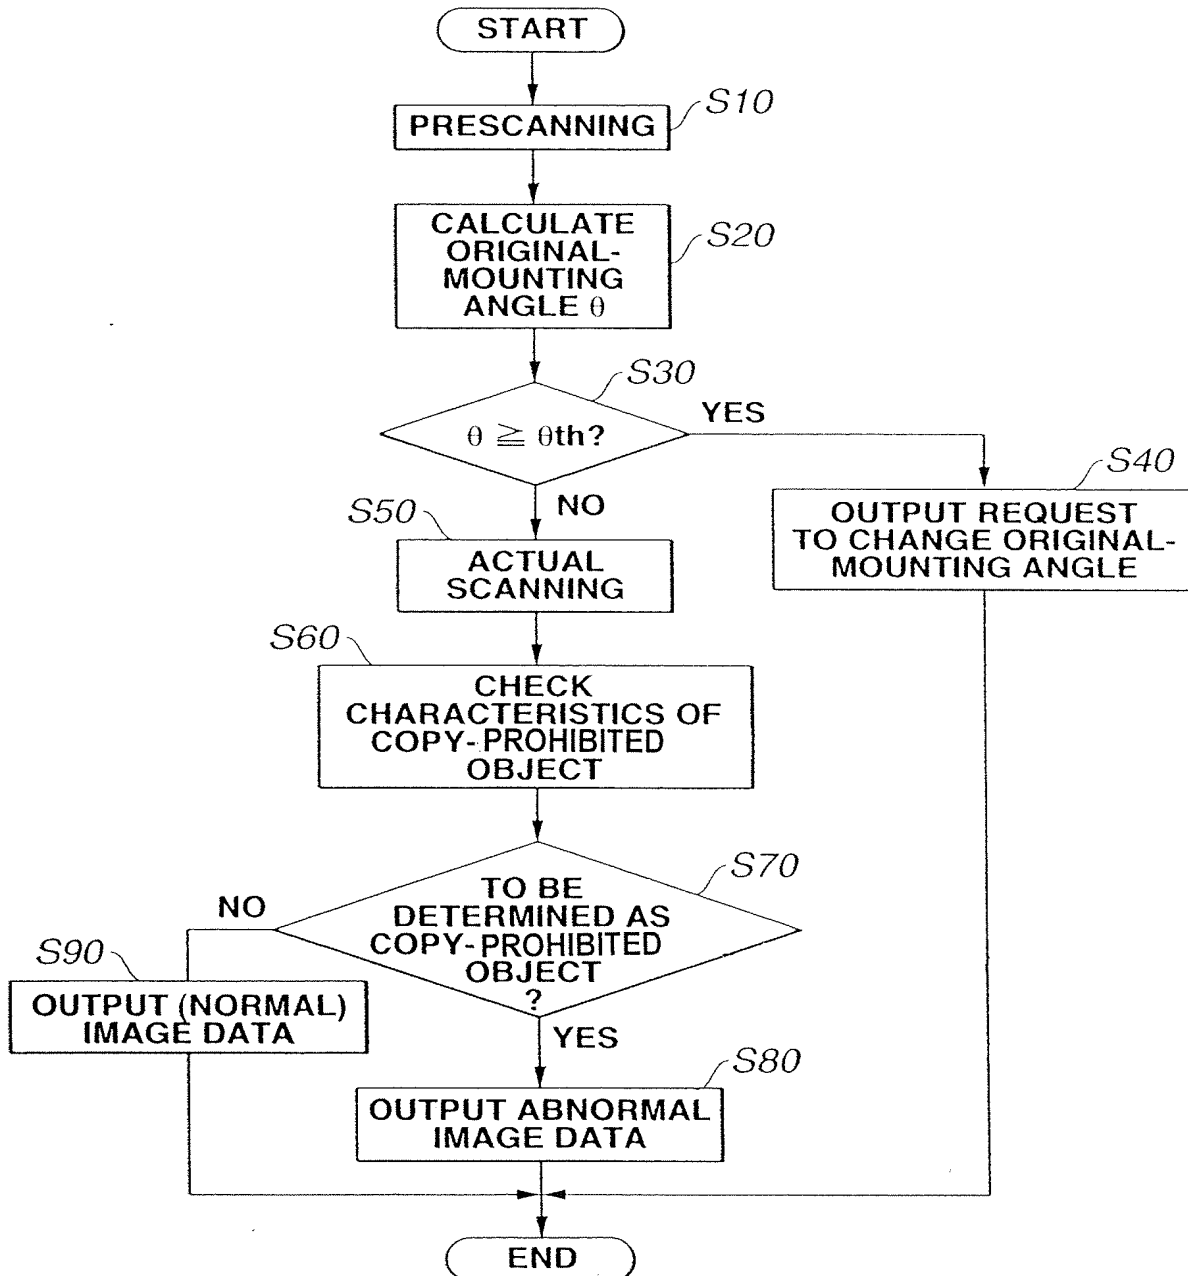 START
S10
PRESCANNING
CALCULATE
ORIGINAL-
MOUNTING
ANGLE θ
S20
S30
θ ≧ θth?
YES
NO
S40
OUTPUT REQUEST
TO CHANGE ORIGINAL-
MOUNTING ANGLE
S50
ACTUAL
SCANNING
S60
CHECK
CHARACTERISTICS OF
COPY-PROHIBITED
OBJECT
S70
TO BE
DETERMINED AS
COPY-PROHIBITED
OBJECT
?
NO
YES
S90
OUTPUT (NORMAL)
IMAGE DATA
S80
OUTPUT ABNORMAL
IMAGE DATA
END